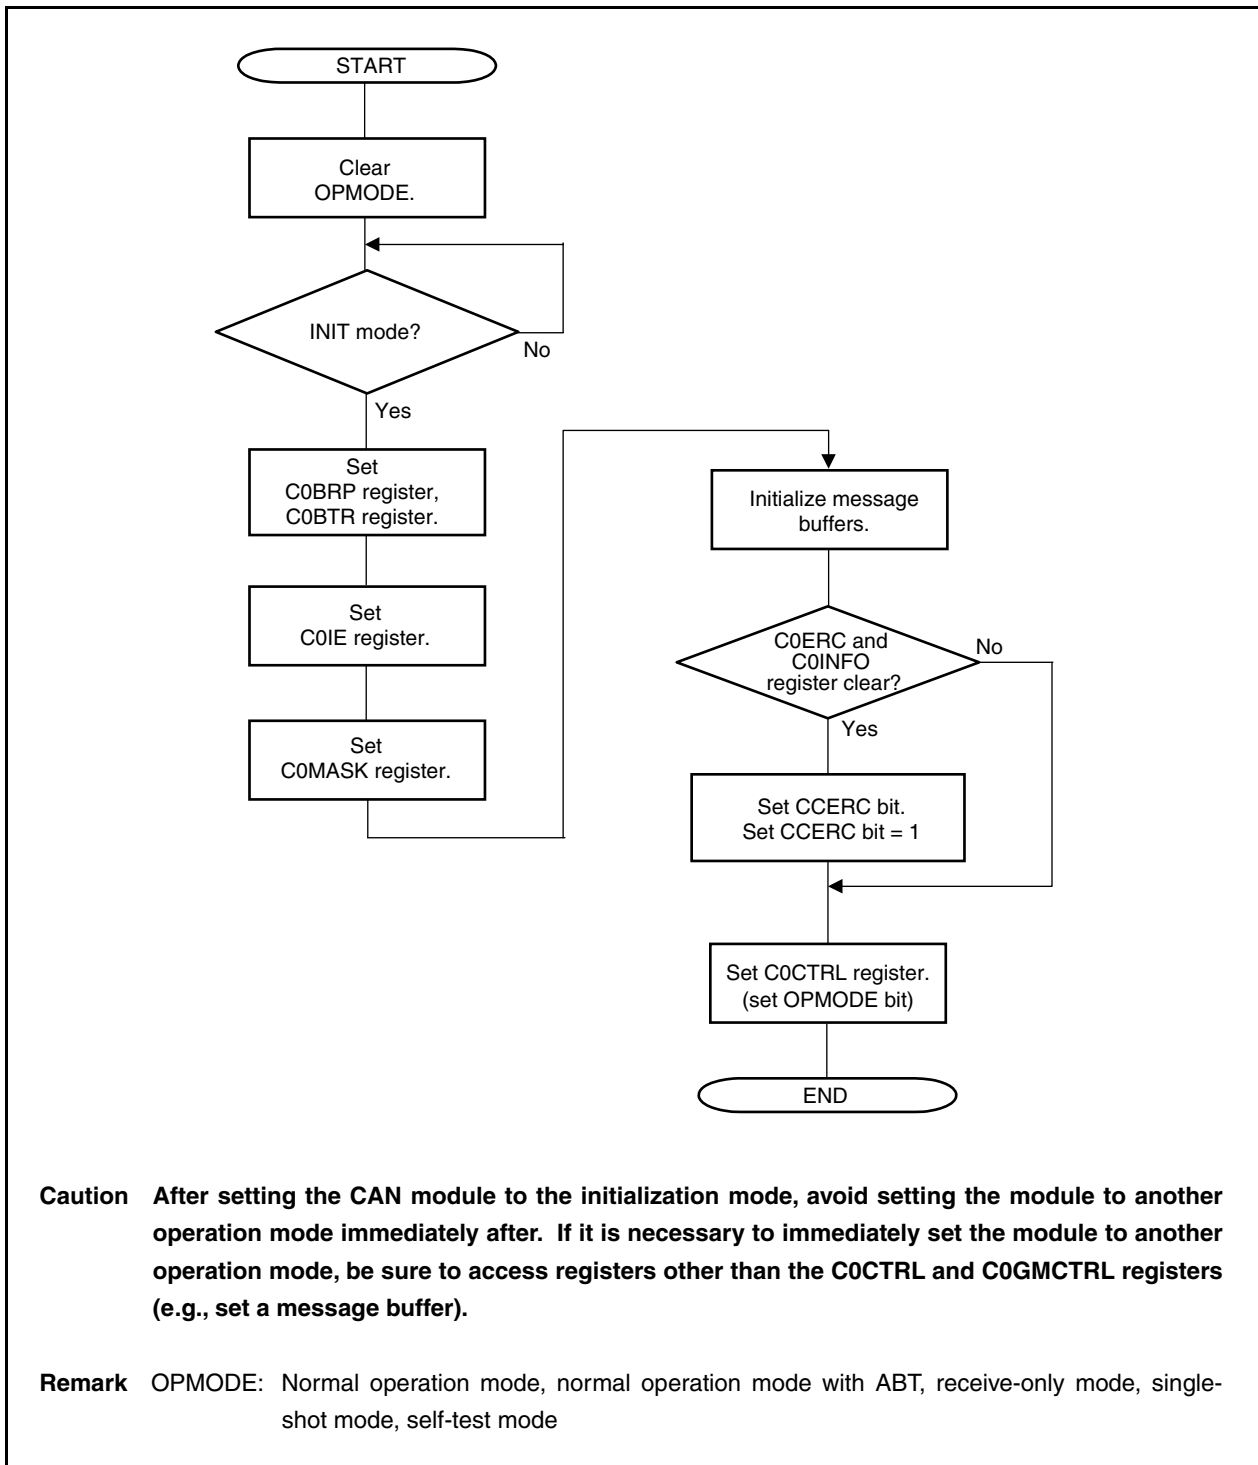 START
Clear
OPMODE.
INIT mode?
No
Yes
Set
C0BRP register,
C0BTR register.
Set
C0IE register.
Set
C0MASK register.
Initialize message
buffers.
C0ERC and
C0INFO
register clear?
No
Yes
Set CCERC bit.
Set CCERC bit = 1
Set C0CTRL register.
(set OPMODE bit)
END
Caution After setting the CAN module to the initialization mode, avoid setting the module to another
operation mode immediately after. If it is necessary to immediately set the module to another
operation mode, be sure to access registers other than the C0CTRL and C0GMCTRL registers
(e.g., set a message buffer).
Remark OPMODE: Normal operation mode, normal operation mode with ABT, receive-only mode, single-
shot mode, self-test mode